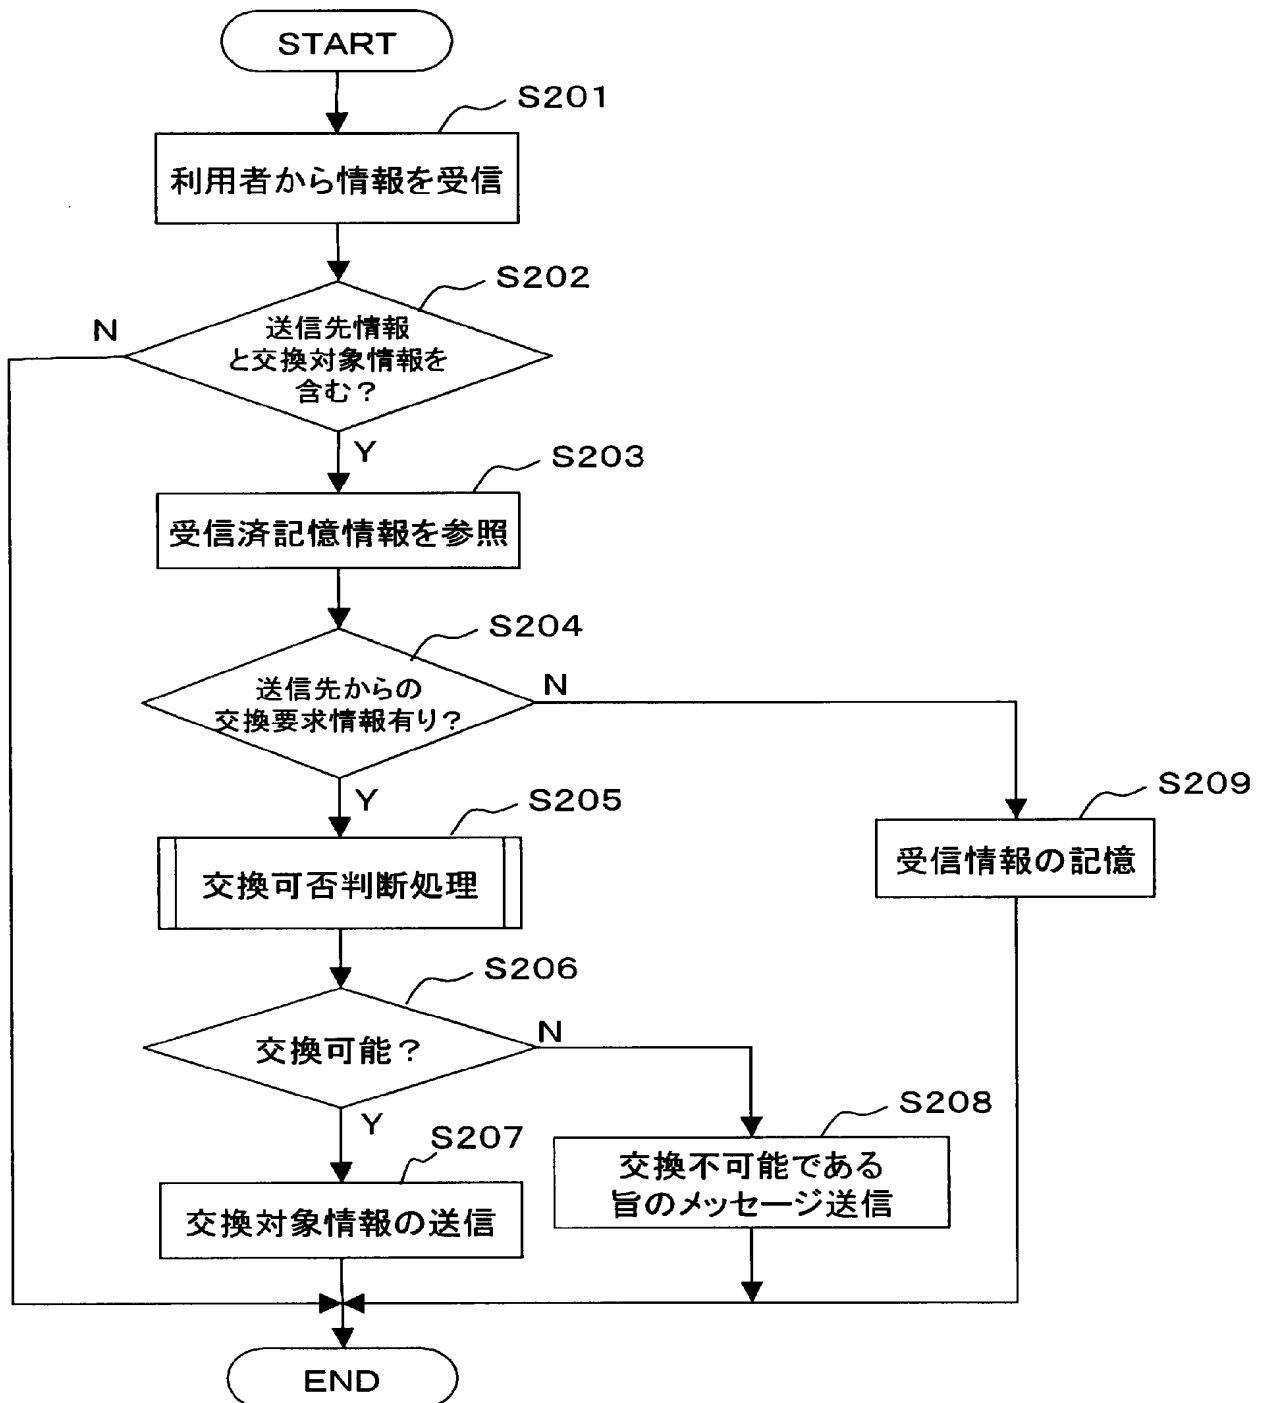 START
S201
利用者から情報を受信
S202
N
送信先情報
と交換対象情報を
含む？
Y
S203
受信済記憶情報を参照
S204
送信先からの
交換要求情報有り？
N
Y
S205
S209
交換可否判断処理
受信情報の記憶
S206
交換可能？
N
Y
S207
S208
交換不可能である
旨のメッセージ送信
交換対象情報の送信
END